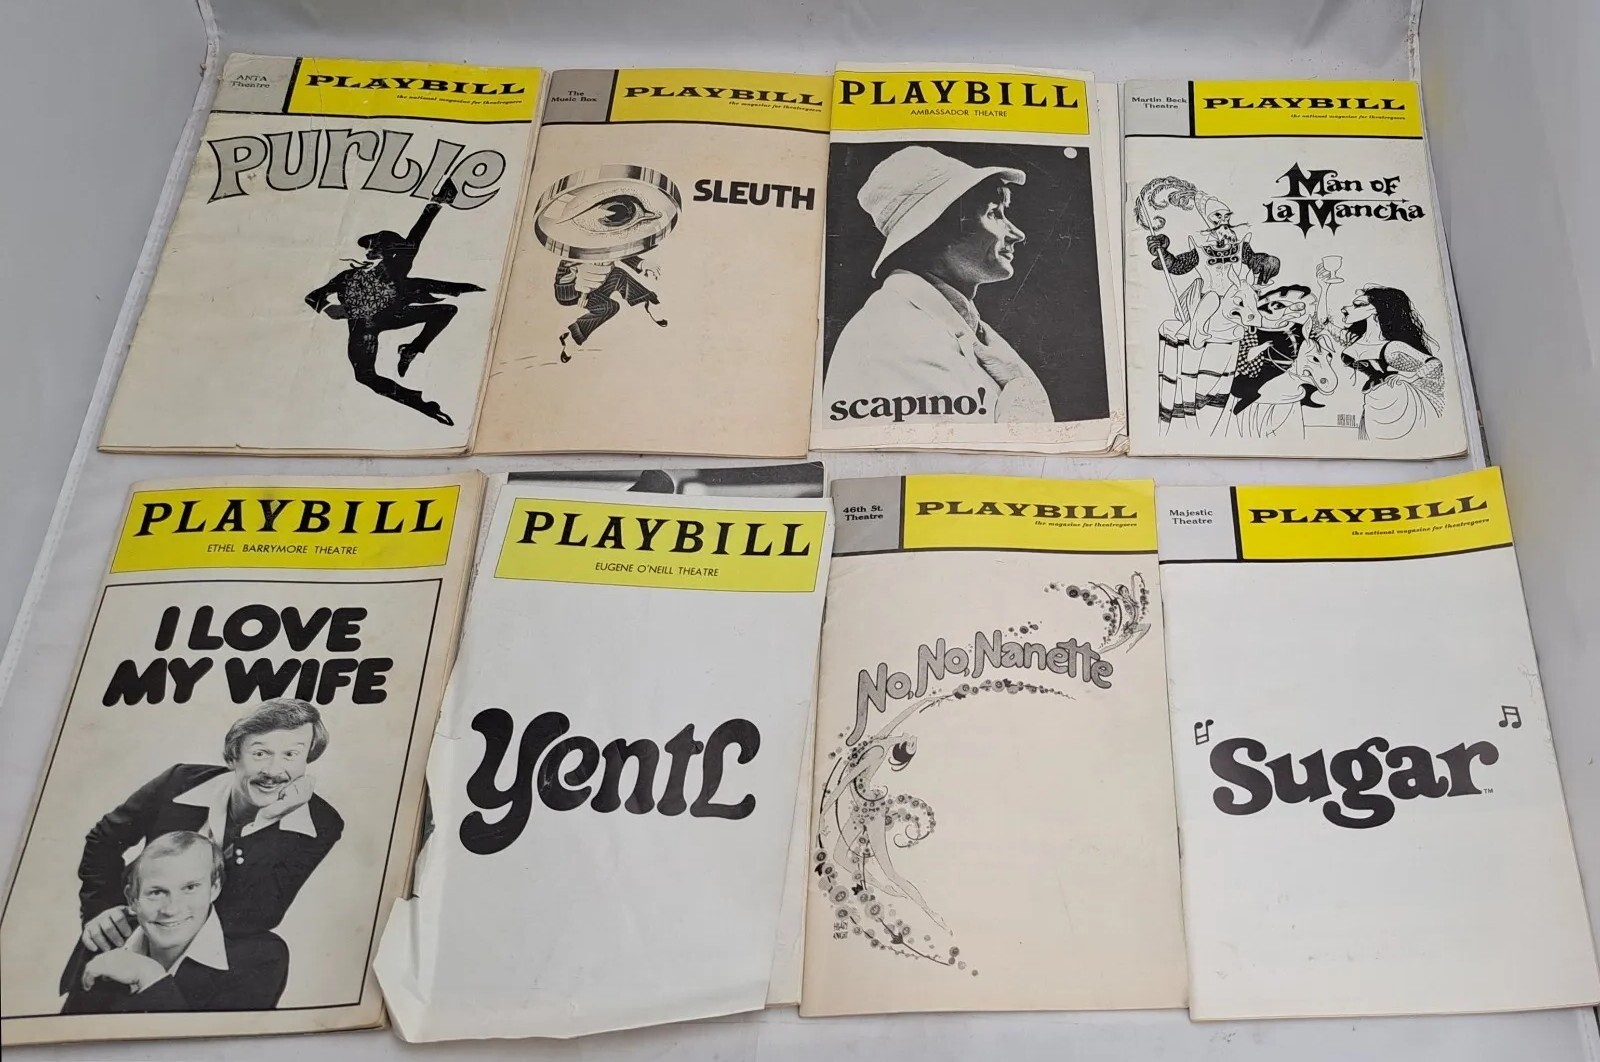 ANTA
Theatre
PLAYBILL
the national magazine for theatregoers
PURLIE
The
Music Box
PLAYBILL
the magazine for theatregoers
SLEUTH
PLAYBILL
AMBASSADOR THEATRE
scapino!
Martin Beck
Theatre
PLAYBILL
the national magazine for theatregoers
Man of
La Mancha
PLAYBILL
ETHEL BARRYMORE THEATRE
I LOVE
MY WIFE
PLAYBILL
EUGENE O'NEILL THEATRE
Yentl
46th St.
Theatre
PLAYBILL
the magazine for theatregoers
No, No, Nanette
Majestic
Theatre
PLAYBILL
the national magazine for theatregoers
Sugar™